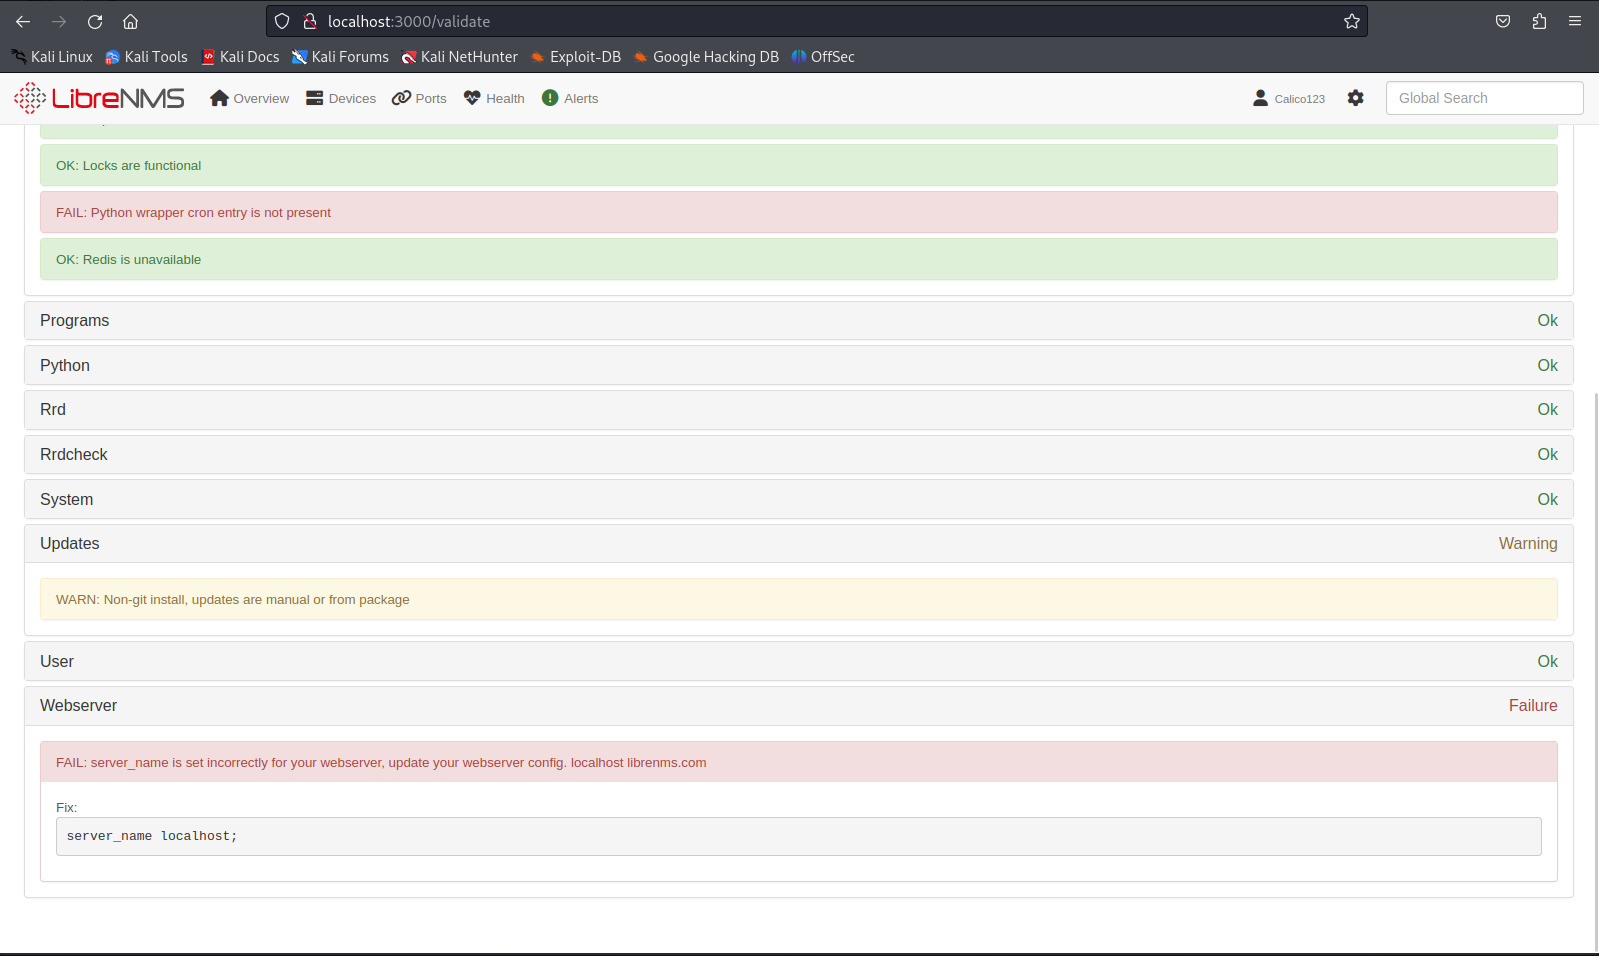 localhost:3000/validate
Kali Linux Kali Tools Kali Docs Kali Forums Kali NetHunter Exploit-DB Google Hacking DB OffSec
LibreNMS Overview Devices Ports Health Alerts Calico123 Global Search
OK: Locks are functional
FAIL: Python wrapper cron entry is not present
OK: Redis is unavailable
Programs Ok
Python Ok
Rrd Ok
Rrdcheck Ok
System Ok
Updates Warning
WARN: Non-git install, updates are manual or from package
User Ok
Webserver Failure
FAIL: server_name is set incorrectly for your webserver, update your webserver config. localhost librenms.com
Fix:
server_name localhost;